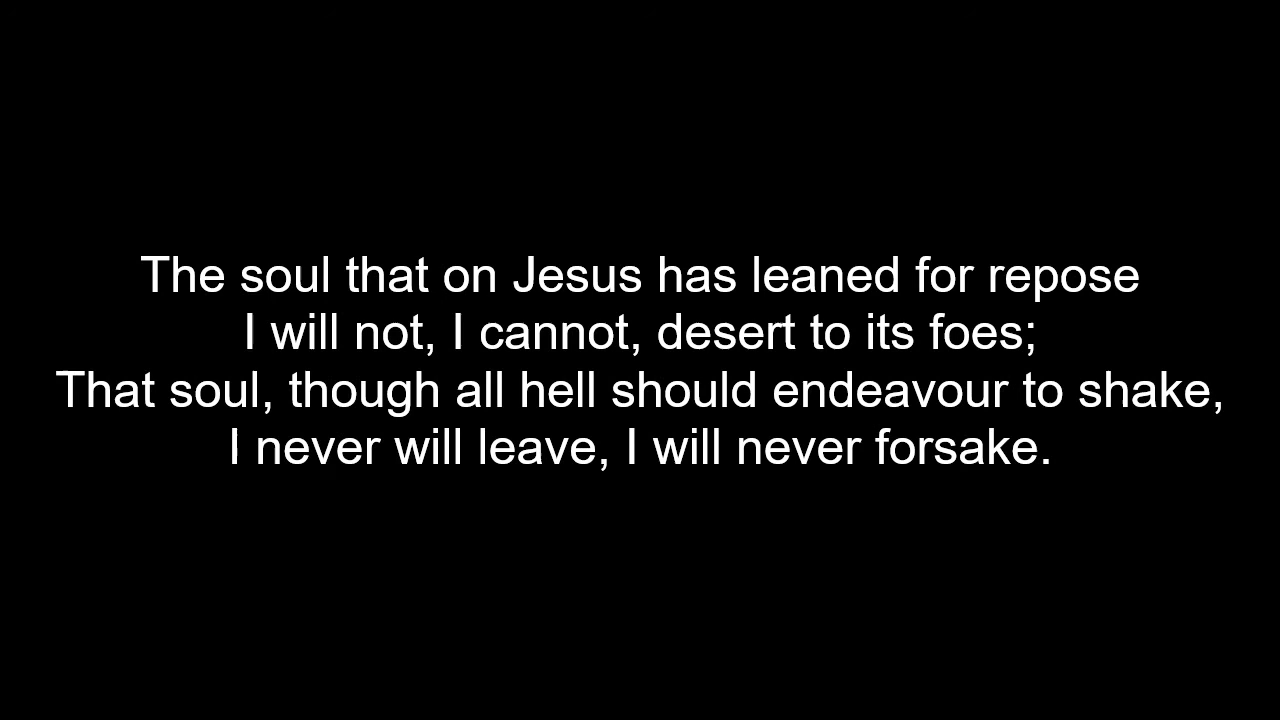 The soul that on Jesus has leaned for repose
I will not, I cannot, desert to its foes;
That soul, though all hell should endeavour to shake,
I never will leave, I will never forsake.